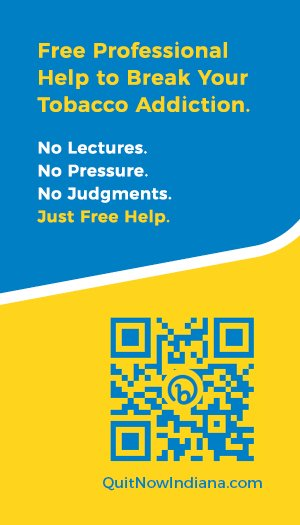 Free Professional
Help to Break Your
Tobacco Addiction.
No Lectures.
No Pressure.
No Judgments.
Just Free Help.
QuitNowIndiana.com